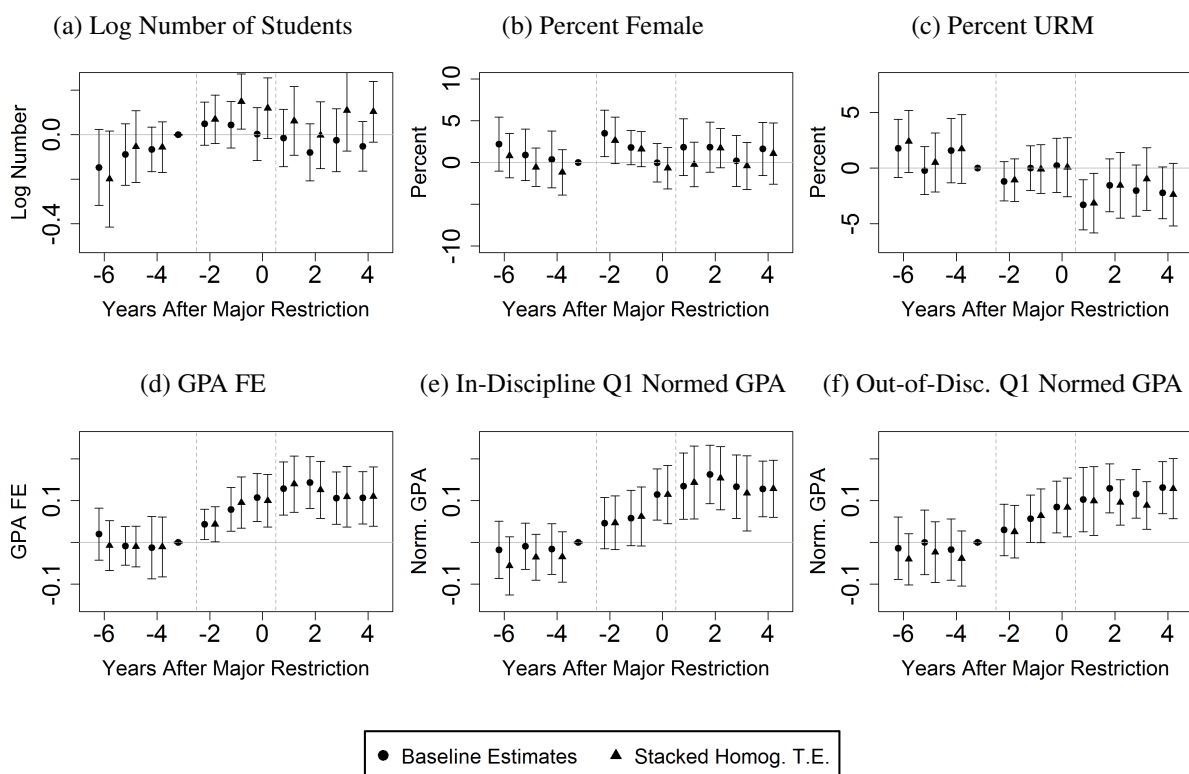 (a) Log Number of Students
(b) Percent Female
(c) Percent URM
Log Number
0.0
-0.4
-6 -4 -2 0 2 4
Years After Major Restriction
Percent
10
5
0
-10
-6 -4 -2 0 2 4
Years After Major Restriction
Percent
5
0
-5
-6 -4 -2 0 2 4
Years After Major Restriction
(d) GPA FE
(e) In-Discipline Q1 Normed GPA
(f) Out-of-Disc. Q1 Normed GPA
GPA FE
0.1
-0.1
-6 -4 -2 0 2 4
Years After Major Restriction
Norm. GPA
0.1
-0.1
-6 -4 -2 0 2 4
Years After Major Restriction
Norm. GPA
0.1
-0.1
-6 -4 -2 0 2 4
Years After Major Restriction
Baseline Estimates
Stacked Homog. T.E.